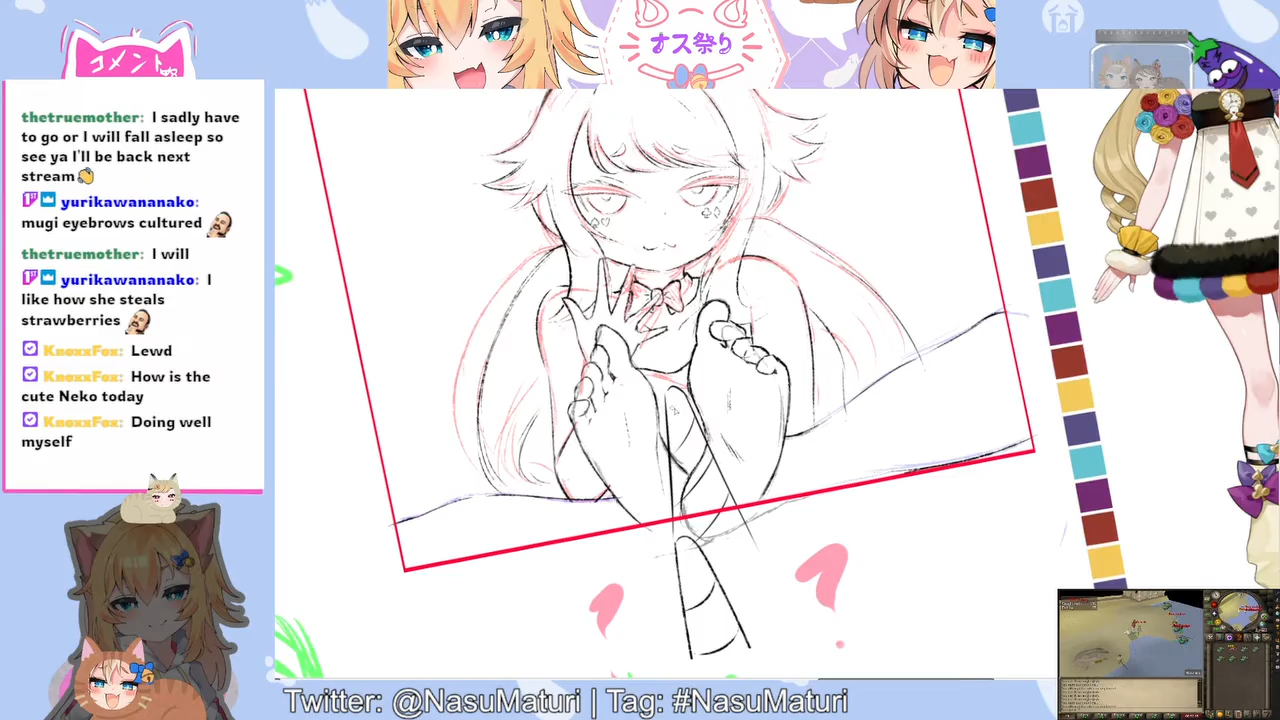 コメント
thetruemother: I sadly have
to go or I will fall asleep so
see ya I'll be back next
stream
yurikawananako:
mugi eyebrows cultured
thetruemother: I will
yurikawananako: I
like how she steals
strawberries
KnoxxFox: Lewd
KnoxxFox: How is the
cute Neko today
KnoxxFox: Doing well
myself
オス祭り
Twitter: @NasuMaturi | Tag: #NasuMaturi